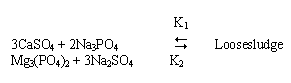 K₁
3CaSO₄ + 2Na₃PO₄ ⇆ Loosesludge
Mg₃(PO₄)₂ + 3Na₂SO₄ K₂